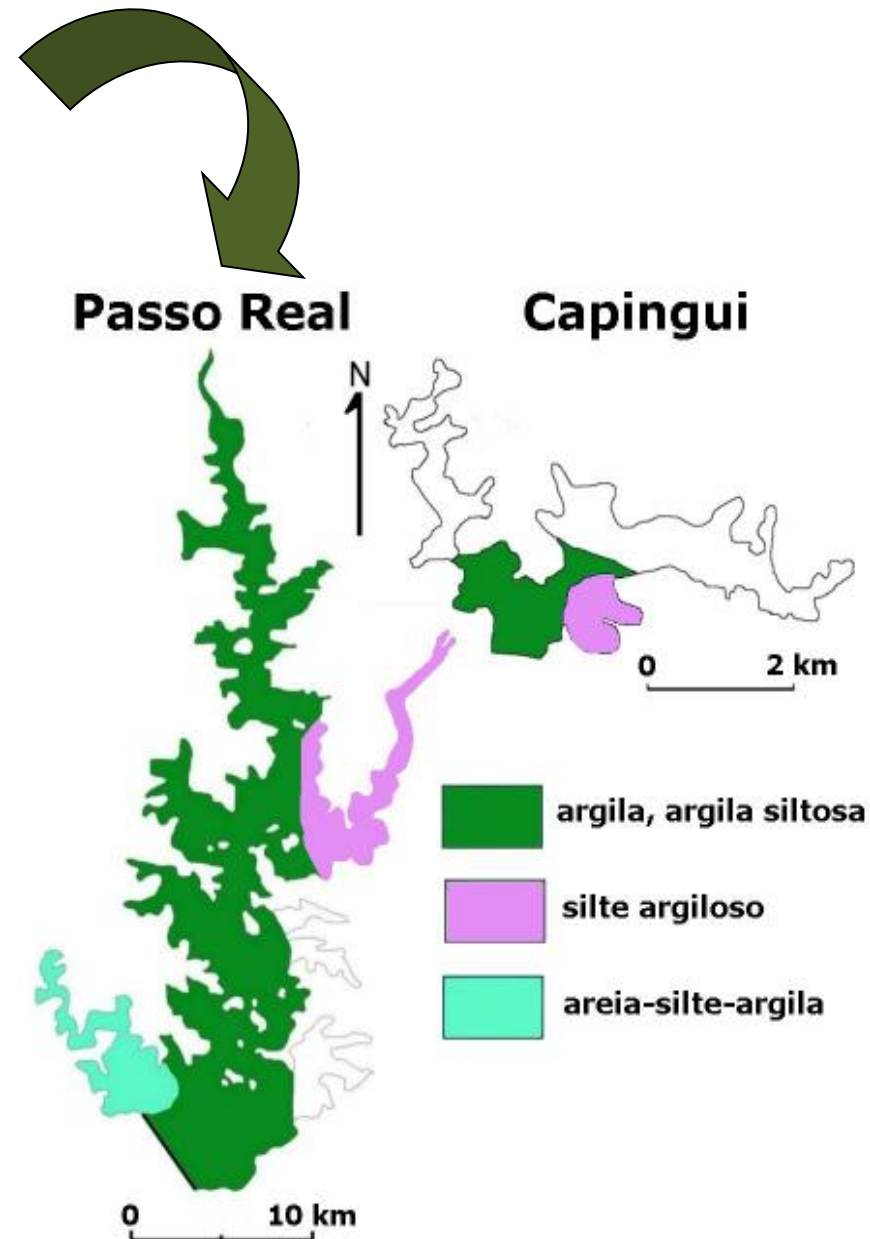 Passo Real
Capingui
N
0 2 km
argila, argila siltosa
silte argiloso
areia-silte-argila
0 10 km